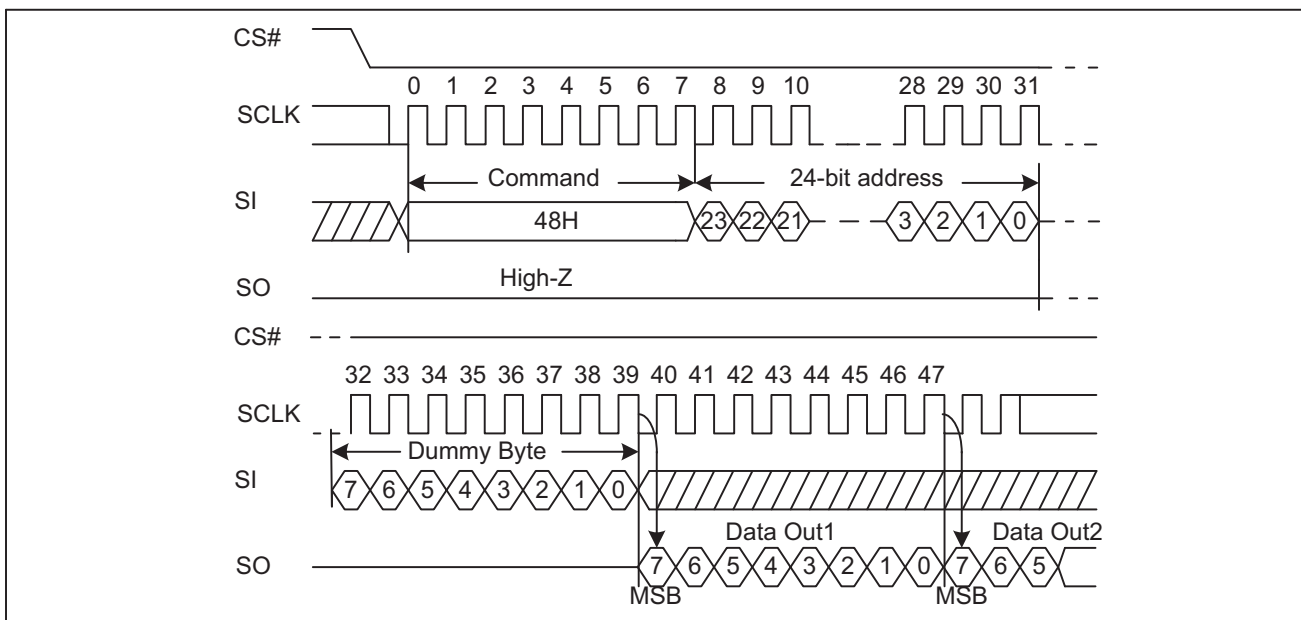 CS#
0 1 2 3 4 5 6 7 8 9 10 28 29 30 31
SCLK
Command 24-bit address
SI
48H 23 22 21 3 2 1 0
High-Z
SO
CS#
32 33 34 35 36 37 38 39 40 41 42 43 44 45 46 47
SCLK
Dummy Byte
SI
7 6 5 4 3 2 1 0
Data Out1 Data Out2
SO
7 6 5 4 3 2 1 0 7 6 5
MSB MSB